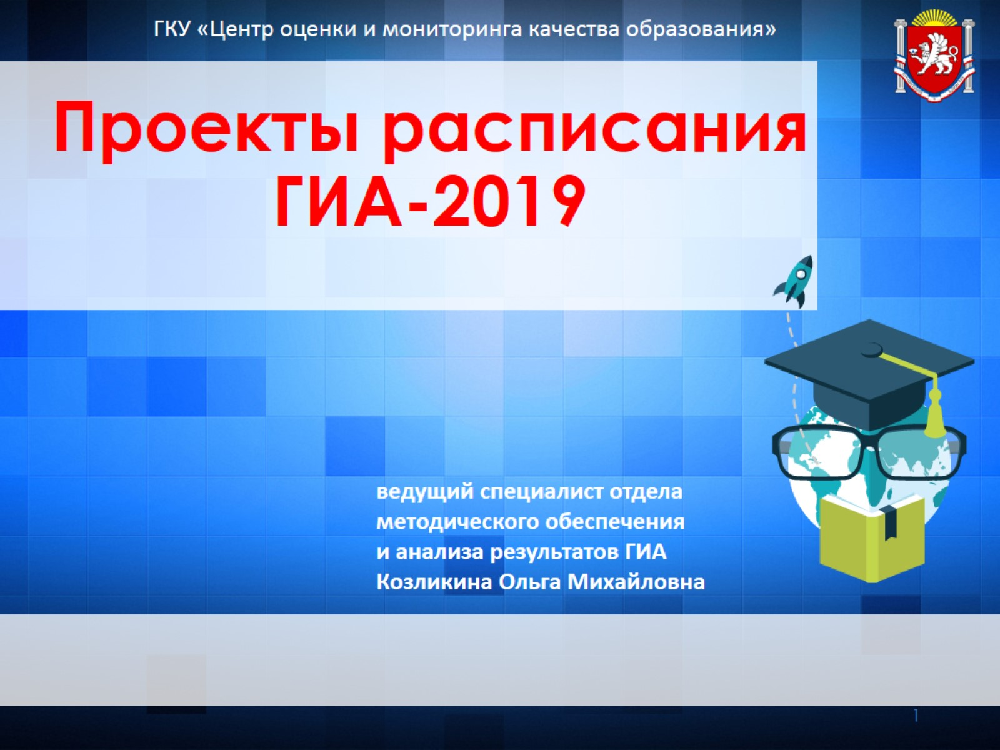 ГКУ «Центр оценки и мониторинга качества образования»
Проекты расписания
ГИА-2019
ведущий специалист отдела
методического обеспечения
и анализа результатов ГИА
Козликина Ольга Михайловна
1